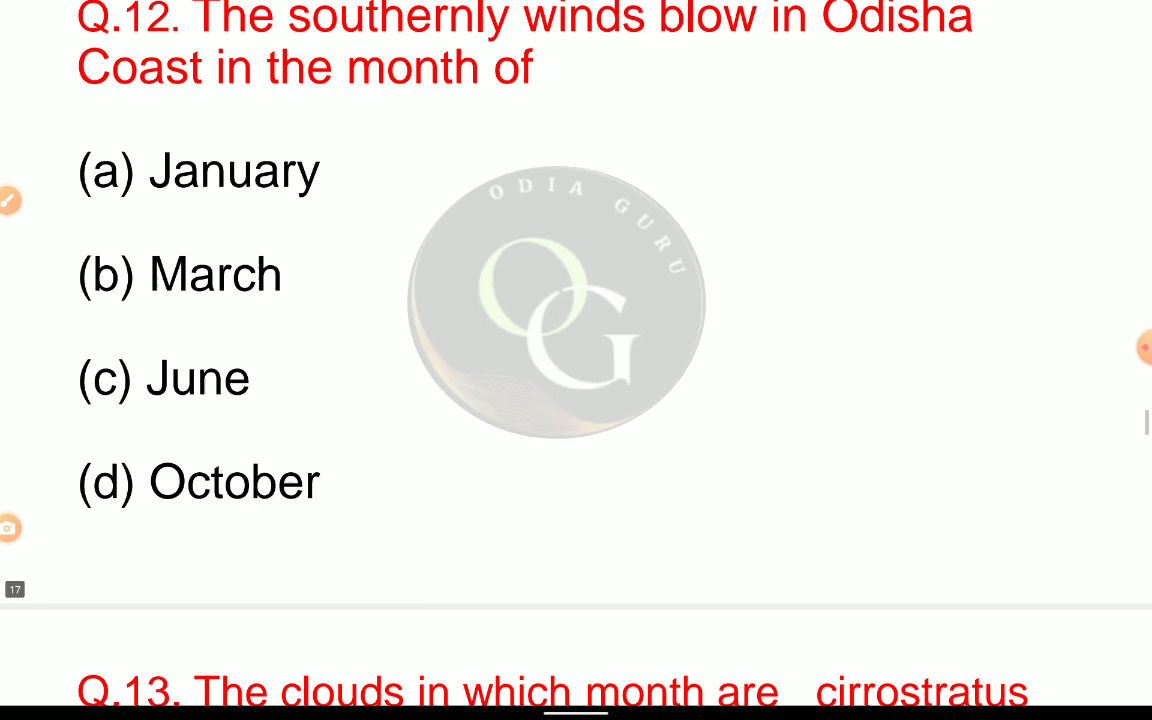 Q.12. The southernly winds blow in Odisha
Coast in the month of
(a) January
ODIA GURU
OG
(b) March
(c) June
(d) October
17
Q.13. The clouds in which month are cirrostratus